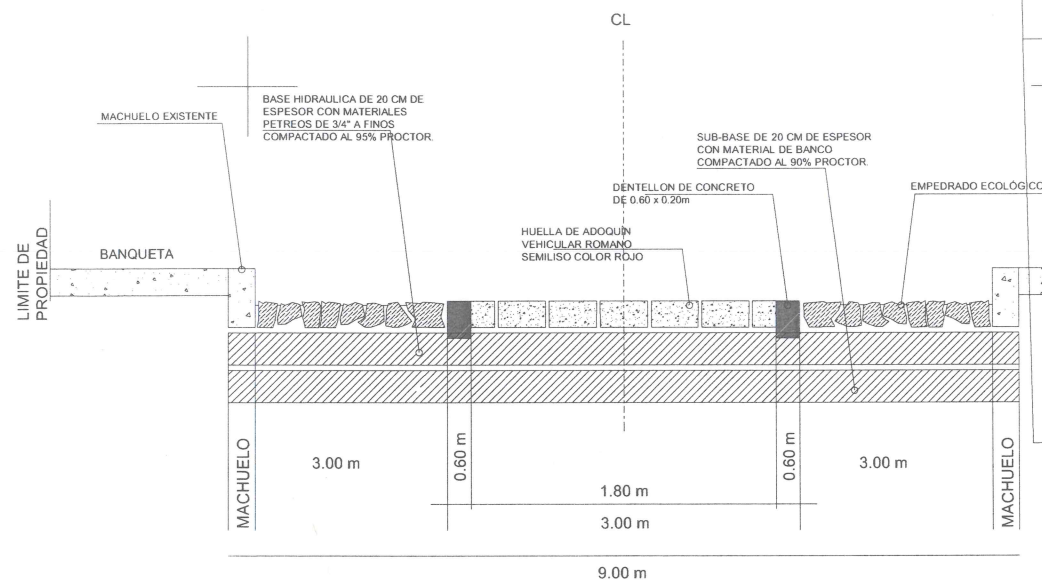 CL
BASE HIDRAULICA DE 20 CM DE
ESPESOR CON MATERIALES
PETREOS DE 3/4" A FINOS
COMPACTADO AL 95% PROCTOR.
MACHUELO EXISTENTE
SUB-BASE DE 20 CM DE ESPESOR
CON MATERIAL DE BANCO
COMPACTADO AL 90% PROCTOR.
DENTELLON DE CONCRETO
DE 0.60 x 0.20m
EMPEDRADO ECOLÓGICO
HUELLA DE ADOQUIN
VEHICULAR ROMANO
SEMILISO COLOR ROJO
LIMITE DE
PROPIEDAD
BANQUETA
MACHUELO
3.00 m
0.60 m
1.80 m
3.00 m
0.60 m
3.00 m
MACHUELO
9.00 m